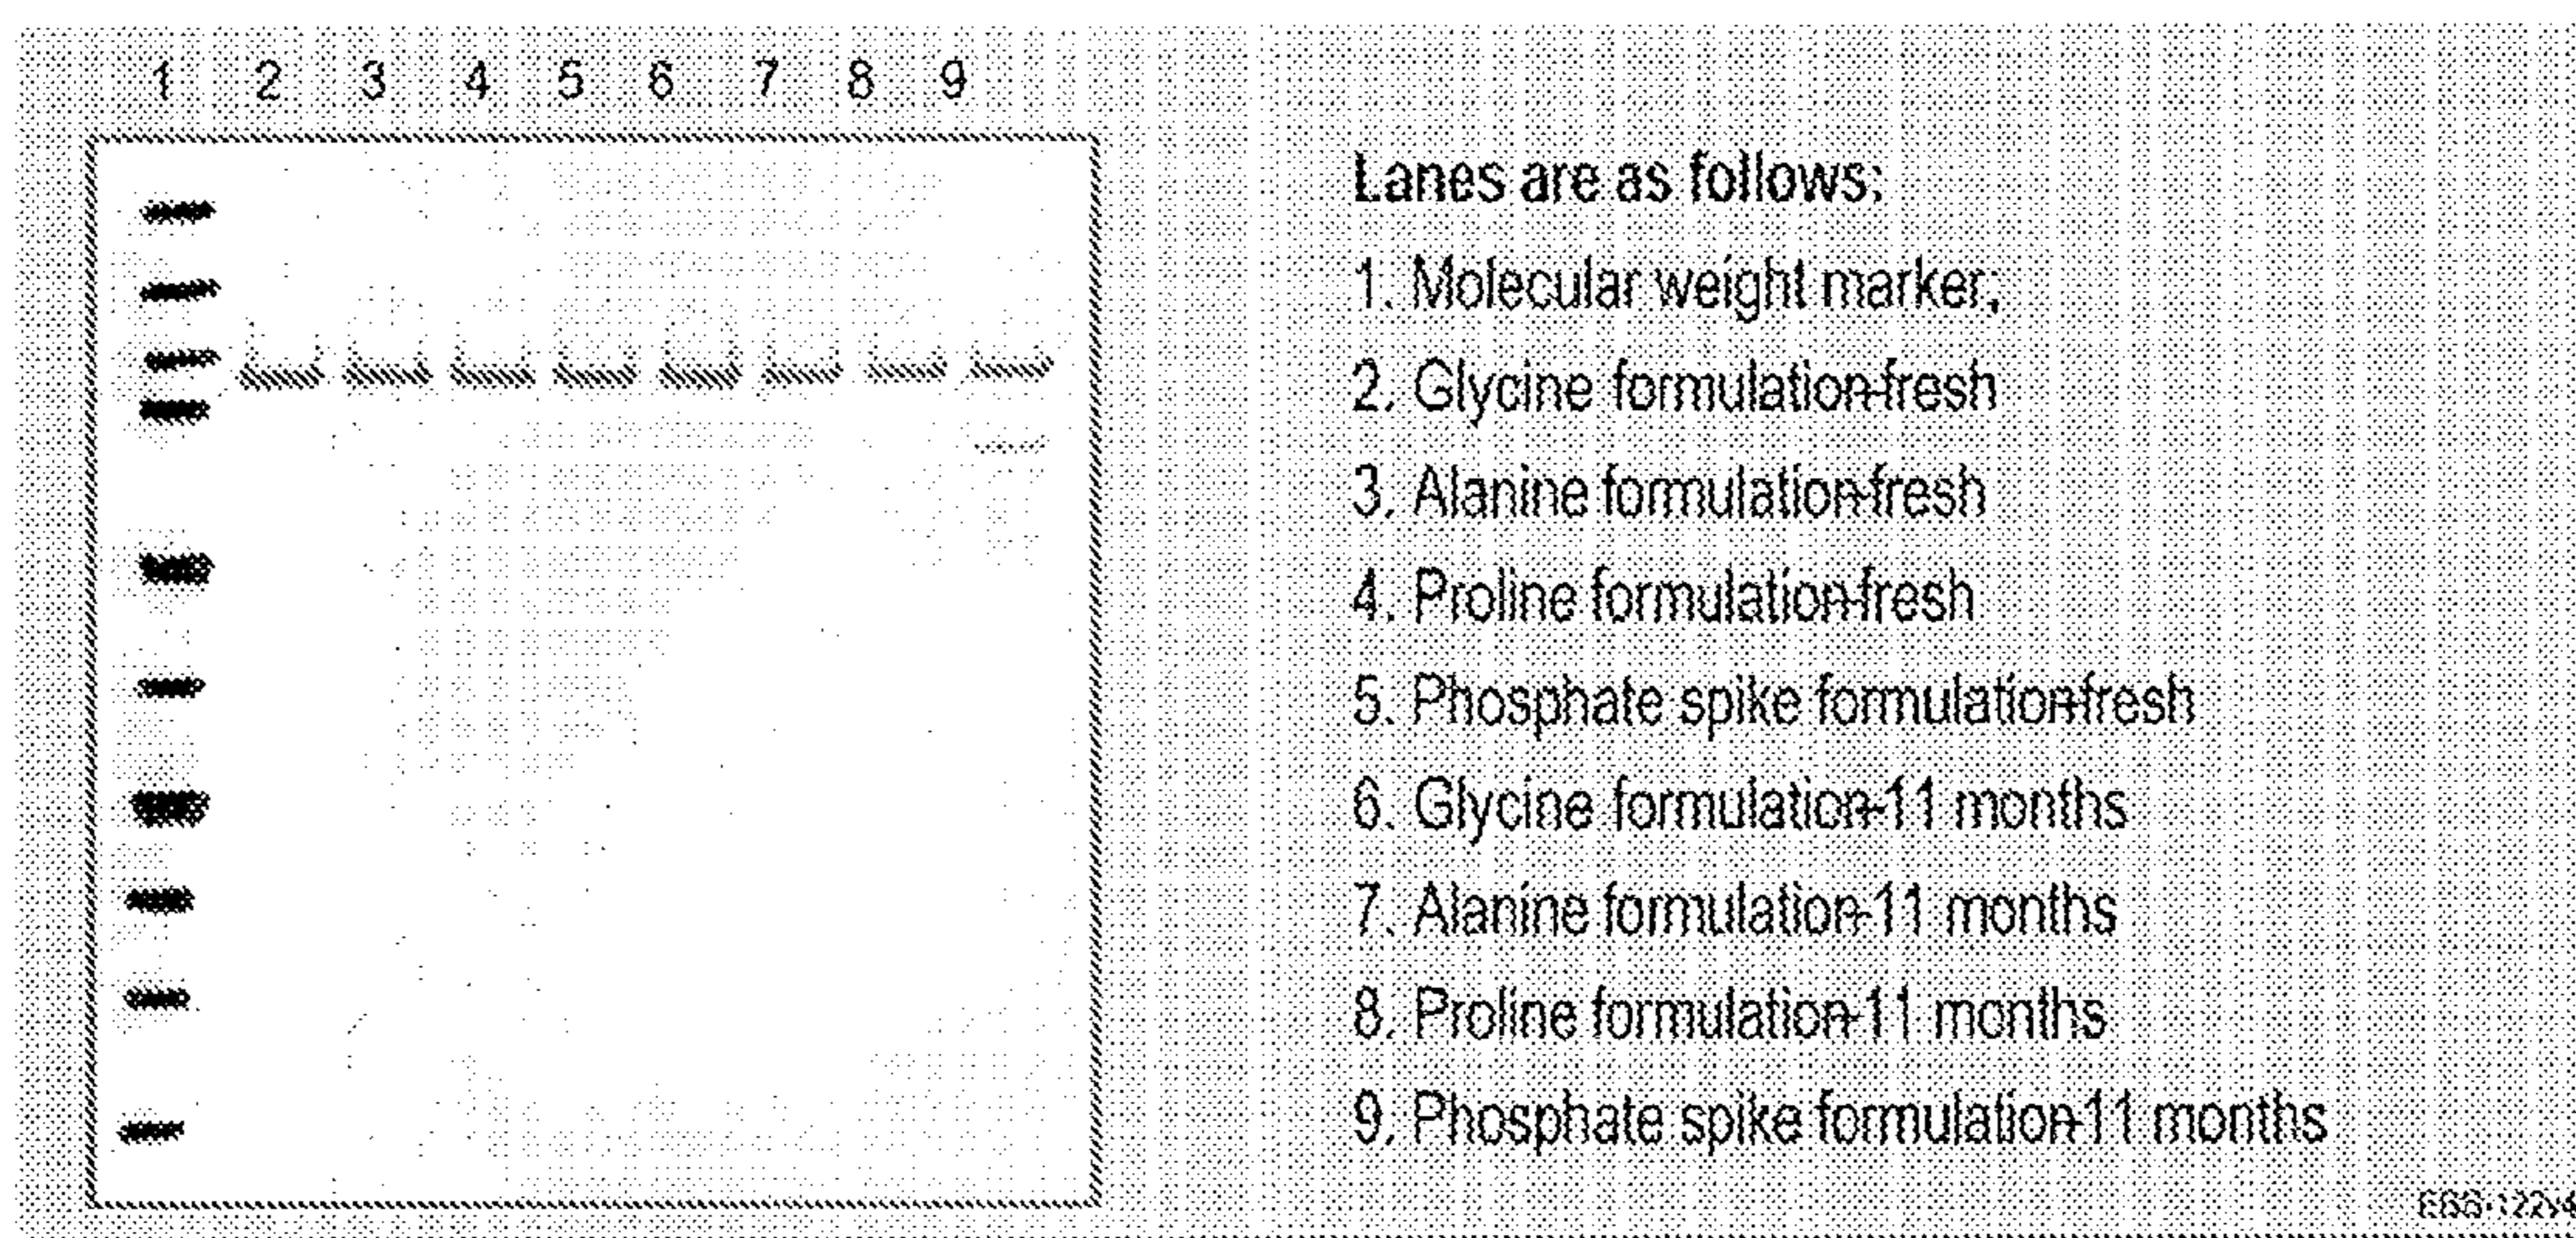 1 2 3 4 5 6 7 8 9
Lanes are as follows:
1. Molecular weight marker;
2. Glycine formulation-fresh
3. Alanine formulation-fresh
4. Proline formulation-fresh
5. Phosphate spike formulation-fresh
6. Glycine formulation-11 months
7. Alanine formulation-11 months
8. Proline formulation-11 months
9. Phosphate spike formulation-11 months